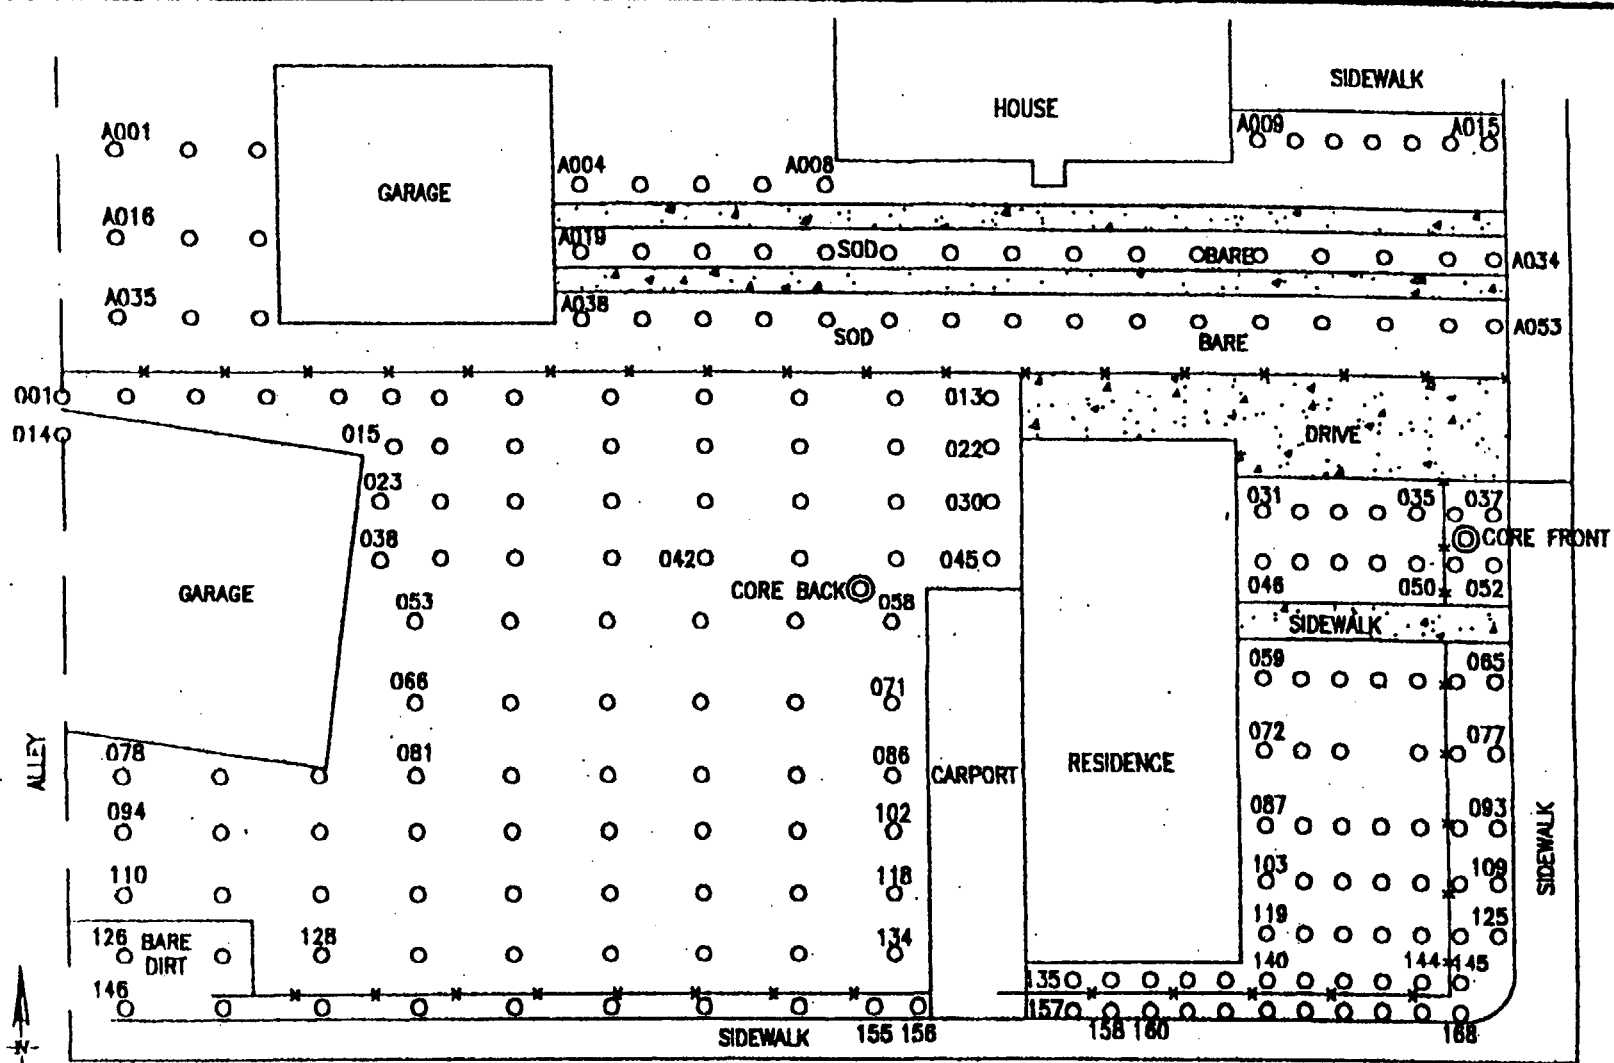 SIDEWALK
HOUSE
A001
A009
A015
A004
A008
GARAGE
A016
A019
SOD
BARE
A034
A035
A038
SOD
BARE
A053
001
013
014
015
022
DRIVE
023
030
031
035
037
038
042
045
CORE FRONT
GARAGE
CORE BACK
046
050
052
053
058
SIDEWALK
059
065
066
071
072
077
ALLEY
078
081
086
CARPORT
RESIDENCE
087
093
094
102
103
109
SIDEWALK
110
118
119
125
126
BARE
DIRT
128
134
135
140
144
145
146
157
N
SIDEWALK
155
156
158
160
168